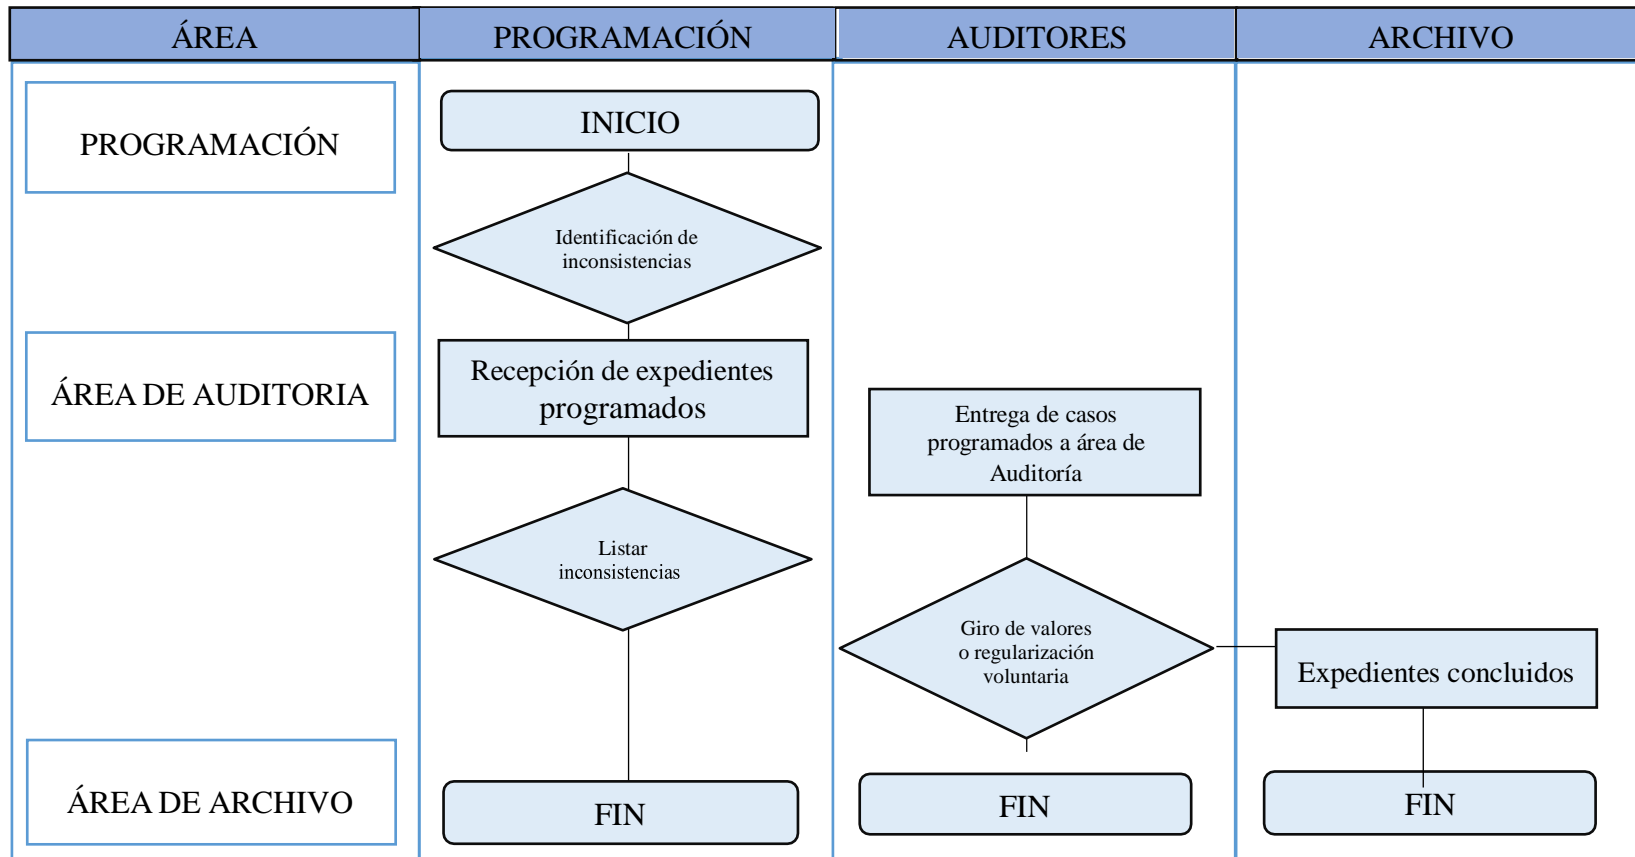 ÁREA
PROGRAMACIÓN
AUDITORES
ARCHIVO
PROGRAMACIÓN
ÁREA DE AUDITORIA
ÁREA DE ARCHIVO
INICIO
Identificación de
inconsistencias
Recepción de expedientes
programados
Listar
inconsistencias
FIN
Entrega de casos
programados a área de
Auditoría
Giro de valores
o regularización
voluntaria
FIN
Expedientes concluidos
FIN